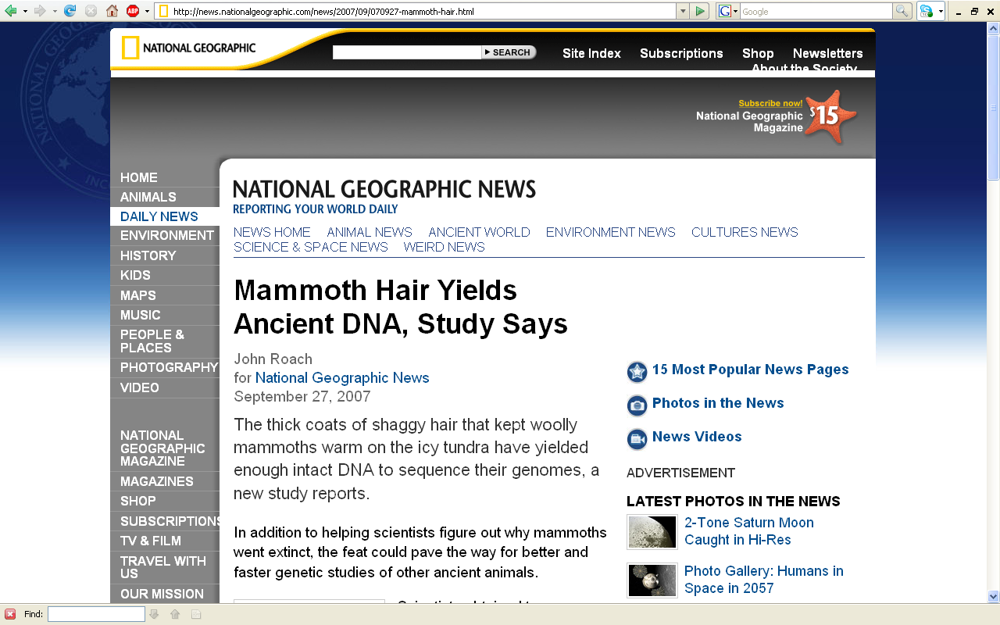 ABP
http://news.nationalgeographic.com/news/2007/09/070927-mammoth-hair.html
G
Google
NATIONAL GEOGRAPHIC
SEARCH
Site Index Subscriptions Shop Newsletters
About the Society
NATIONAL GEOGRAPHIC
INC
Subscribe now!
National Geographic
Magazine
$15
HOME
ANIMALS
DAILY NEWS
ENVIRONMENT
HISTORY
KIDS
MAPS
MUSIC
PEOPLE &
PLACES
PHOTOGRAPHY
VIDEO
NATIONAL
GEOGRAPHIC
MAGAZINE
MAGAZINES
SHOP
SUBSCRIPTIONS
TV & FILM
TRAVEL WITH
US
OUR MISSION
NATIONAL GEOGRAPHIC NEWS
REPORTING YOUR WORLD DAILY
NEWS HOME ANIMAL NEWS ANCIENT WORLD ENVIRONMENT NEWS CULTURES NEWS
SCIENCE & SPACE NEWS WEIRD NEWS
Mammoth Hair Yields
Ancient DNA, Study Says
John Roach
for National Geographic News
September 27, 2007
The thick coats of shaggy hair that kept woolly
mammoths warm on the icy tundra have yielded
enough intact DNA to sequence their genomes, a
new study reports.
In addition to helping scientists figure out why mammoths
went extinct, the feat could pave the way for better and
faster genetic studies of other ancient animals.
15 Most Popular News Pages
Photos in the News
News Videos
ADVERTISEMENT
LATEST PHOTOS IN THE NEWS
2-Tone Saturn Moon
Caught in Hi-Res
Photo Gallery: Humans in
Space in 2057
Find: